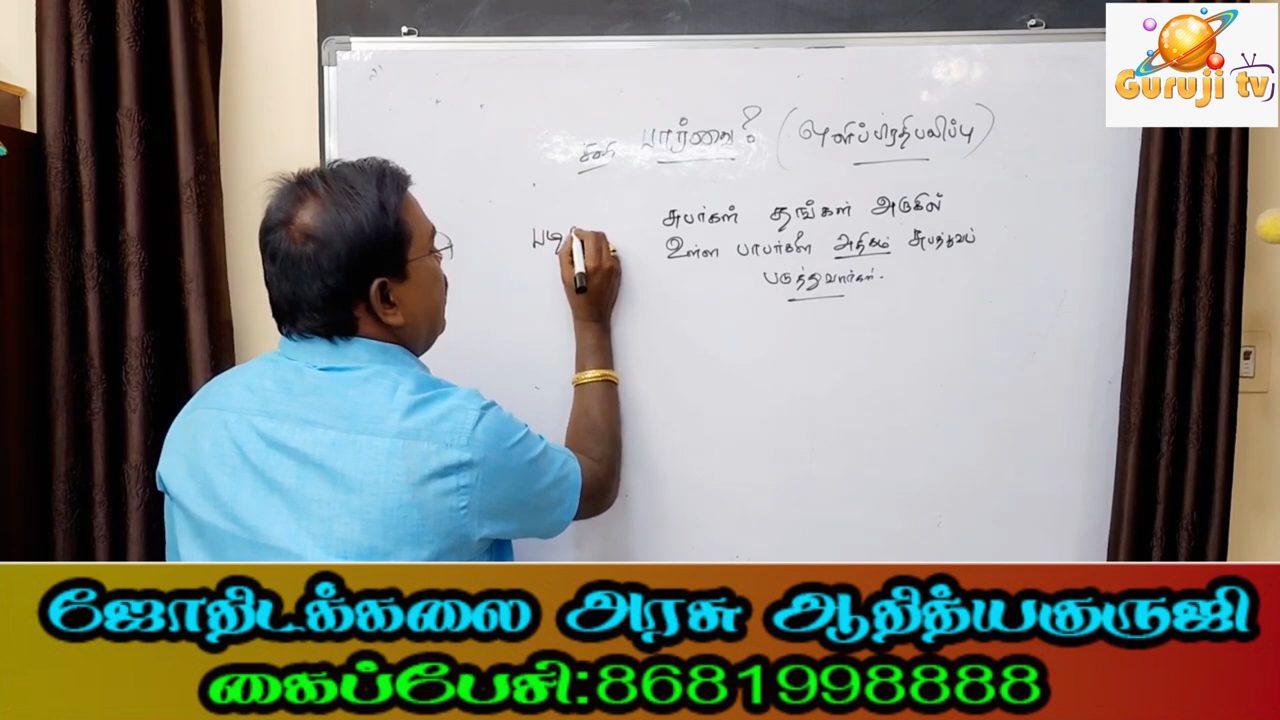 Guruji tv
சனி பார்வை? (ஒளிப்பிரதிபலிப்பு)
சுபர்கள் தங்கள் அருகில்
உள்ள பாபர்களை அதிகம் சுபத்துவப்
படுத்துவார்கள்.
ஜோதிடக்கலை அரசு ஆதித்யகுருஜி
கைப்பேசி:8681998888